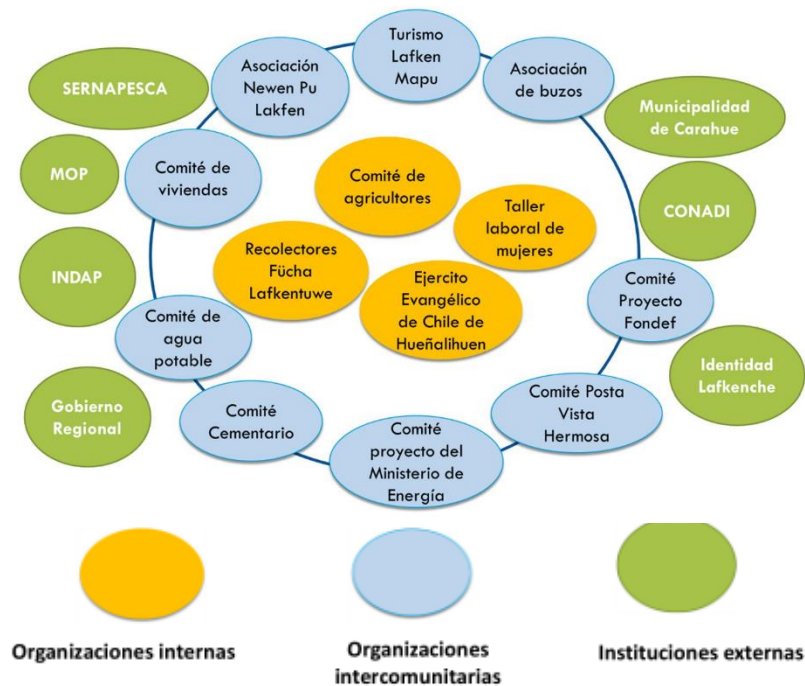 Turismo
Lafken
Mapu
Asociación
Newen Pu
Lakfen
Asociación
de buzos
SERNAPESCA
Municipalidad
de Carahue
MOP
Comité de
viviendas
Comité de
agricultores
CONADI
Taller
laboral de
mujeres
INDAP
Recolectores
Fücha
Lafkentuwe
Ejercito
Evangélico
de Chile de
Hueñalihuen
Comité
Proyecto
Fondef
Comité de
agua
potable
Identidad
Lafkenche
Gobierno
Regional
Comité
Cementario
Comité
proyecto del
Ministerio de
Energía
Comité Posta
Vista
Hermosa
Organizaciones internas
Organizaciones
intercomunitarias
Instituciones externas